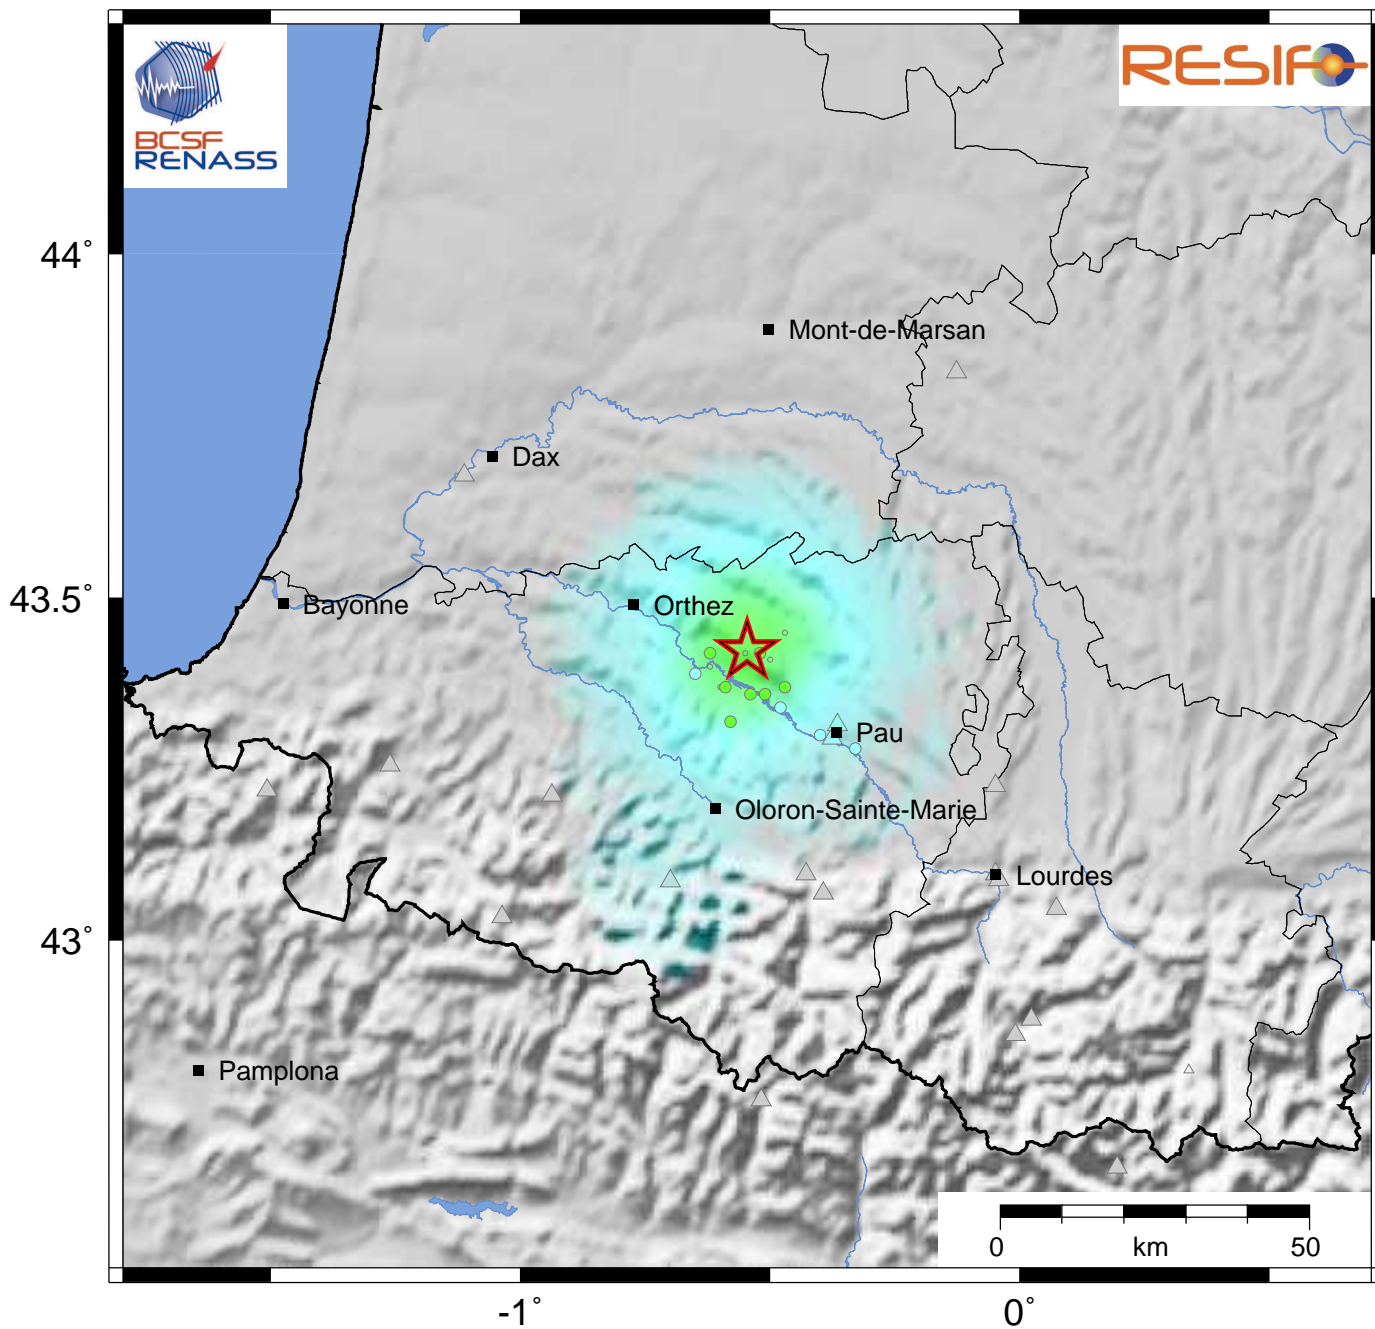 BCSF
RENASS
RESIF
44°
Mont-de-Marsan
Dax
43.5°
Bayonne
Orthez
Pau
Oloron-Sainte-Marie
Lourdes
43°
Pamplona
0 km 50
-1° 0°